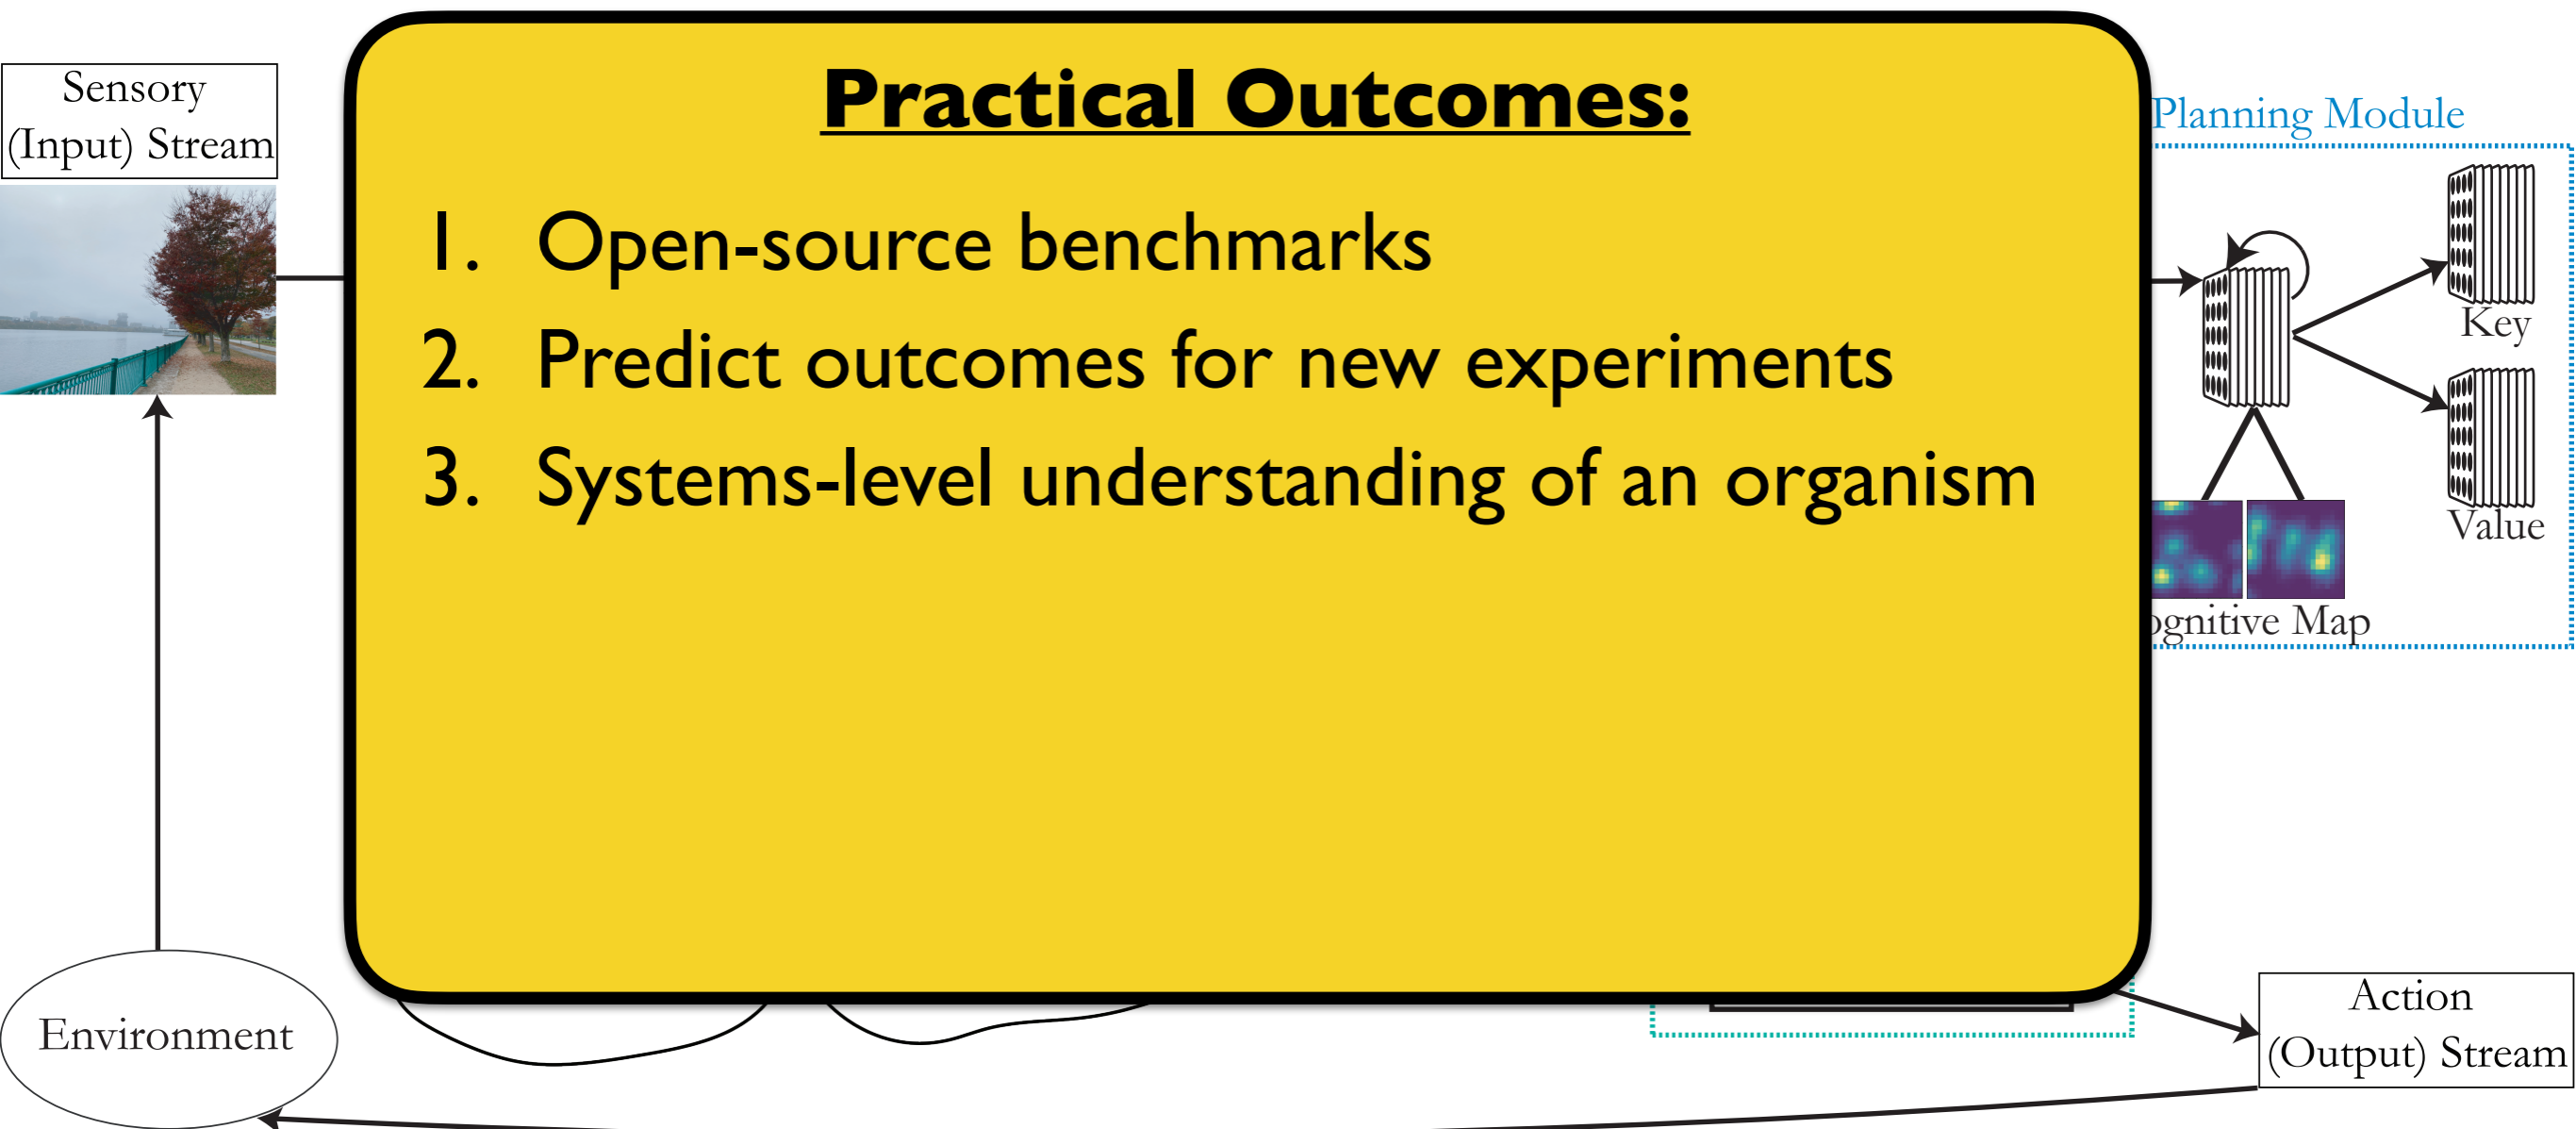 Sensory
(Input) Stream
Practical Outcomes:
1. Open-source benchmarks
2. Predict outcomes for new experiments
3. Systems-level understanding of an organism
Planning Module
Key
Value
ognitive Map
Environment
Action
(Output) Stream